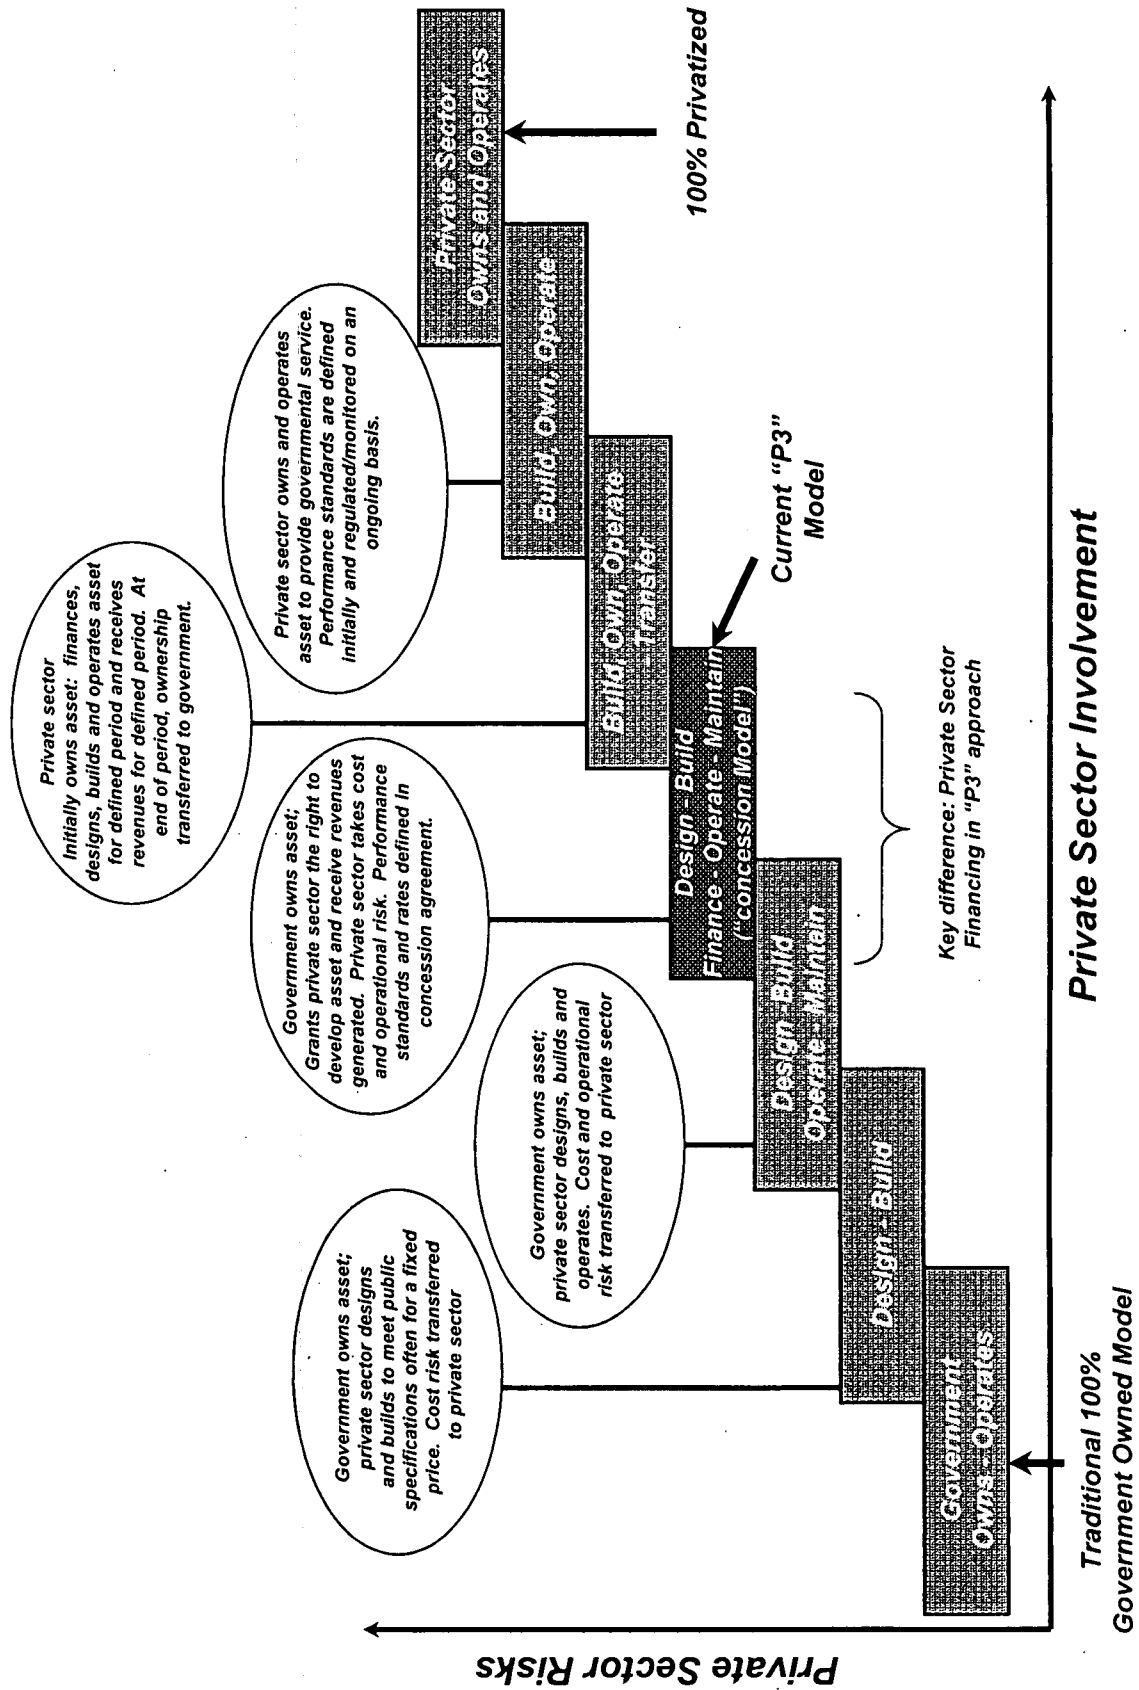 Private Sector Risks
Private Sector Involvement
Traditional 100%
Government Owned Model
Government
Owns - Operates
Design - Build
Government owns asset;
private sector designs
and builds to meet public
specifications often for a fixed
price. Cost risk transferred
to private sector
Design - Build
Operate - Maintain
Government owns asset;
private sector designs, builds and
operates. Cost and operational
risk transferred to private sector
Design - Build
Finance - Operate - Maintain
("concession Model")
Government owns asset;
Grants private sector the right to
develop asset and receive revenues
generated. Private sector takes cost
and operational risk. Performance
standards and rates defined in
concession agreement.
Key difference: Private Sector
Financing in "P3" approach
Current "P3"
Model
Build, Own, Operate
- Transfer
Private sector
Initially owns asset: finances,
designs, builds and operates asset
for defined period and receives
revenues for defined period. At
end of period, ownership
transferred to government.
Build, Own, Operate
Private sector owns and operates
asset to provide governmental service.
Performance standards are defined
initially and regulated/monitored on an
ongoing basis.
Private Sector
Owns and Operates
100% Privatized